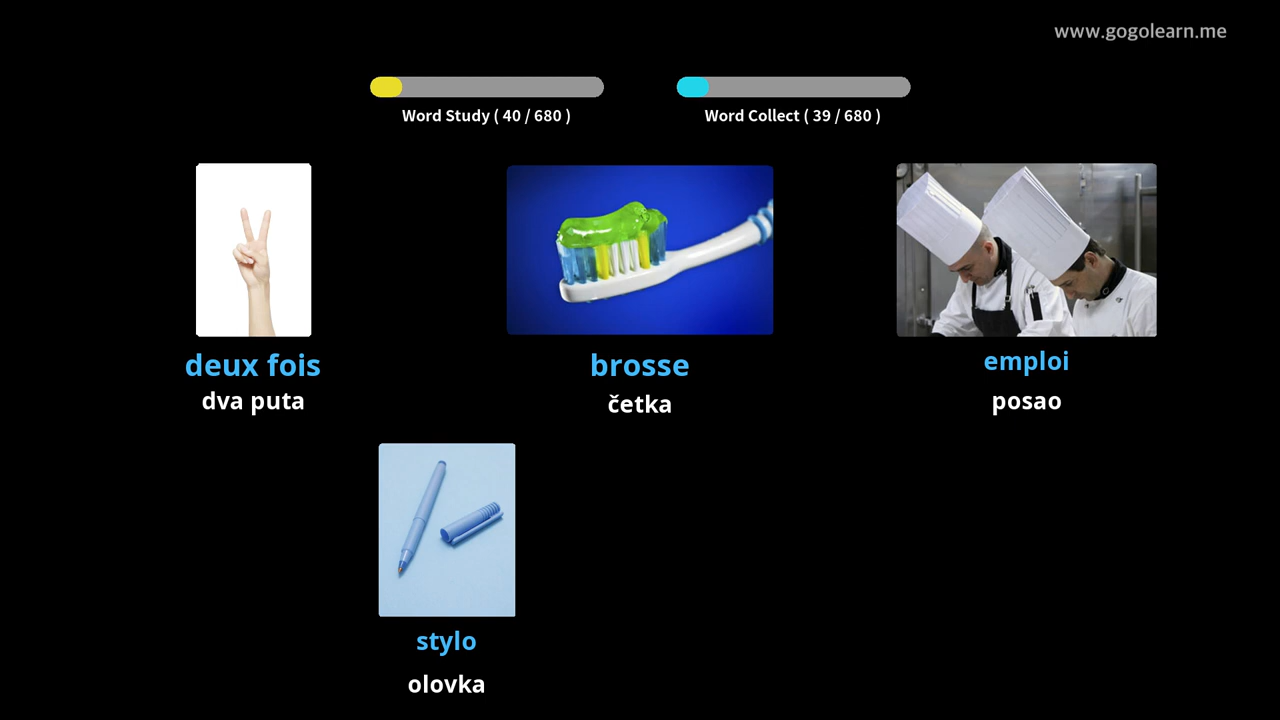 www.gogolearn.me
Word Study ( 40 / 680 )
Word Collect ( 39 / 680 )
deux fois
dva puta
brosse
četka
emploi
posao
stylo
olovka